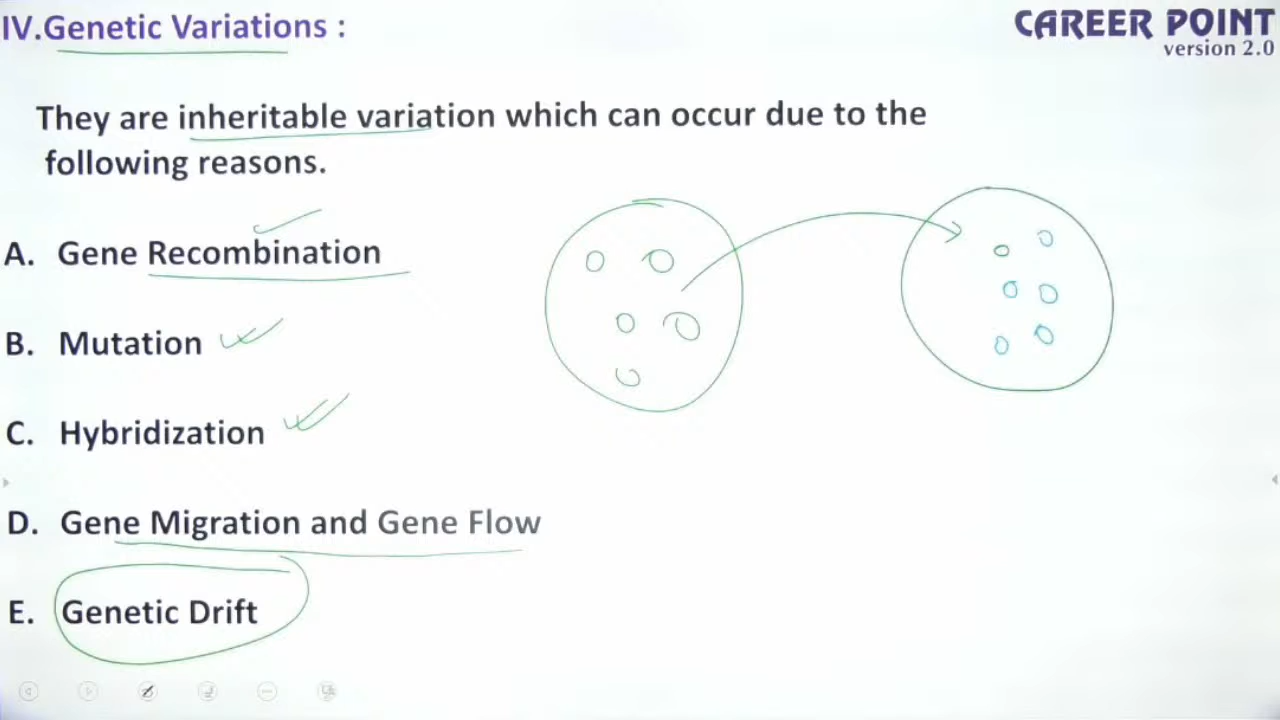 IV.Genetic Variations :
CAREER POINT
version 2.0
They are inheritable variation which can occur due to the
following reasons.
A. Gene Recombination
B. Mutation
C. Hybridization
D. Gene Migration and Gene Flow
E. Genetic Drift